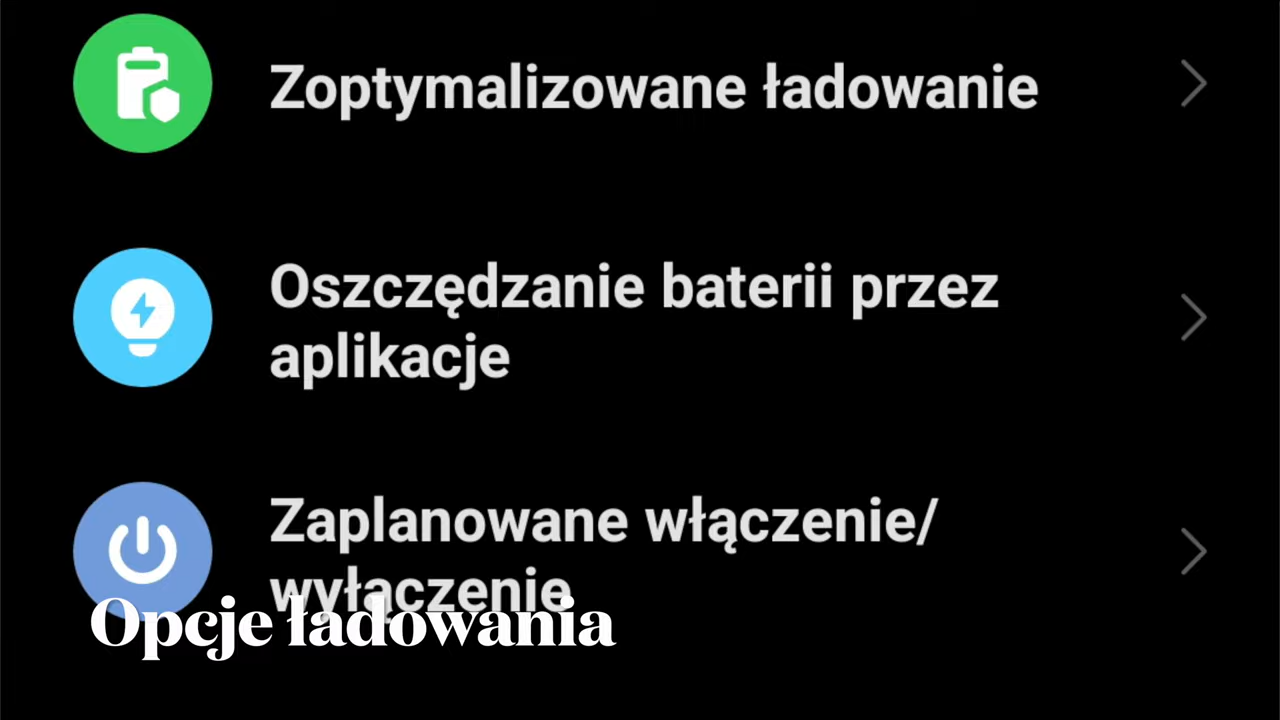 Zoptymalizowane ładowanie
Oszczędzanie baterii przez
aplikacje
Zaplanowane włączenie/
wyłączenie
Opcje ładowania